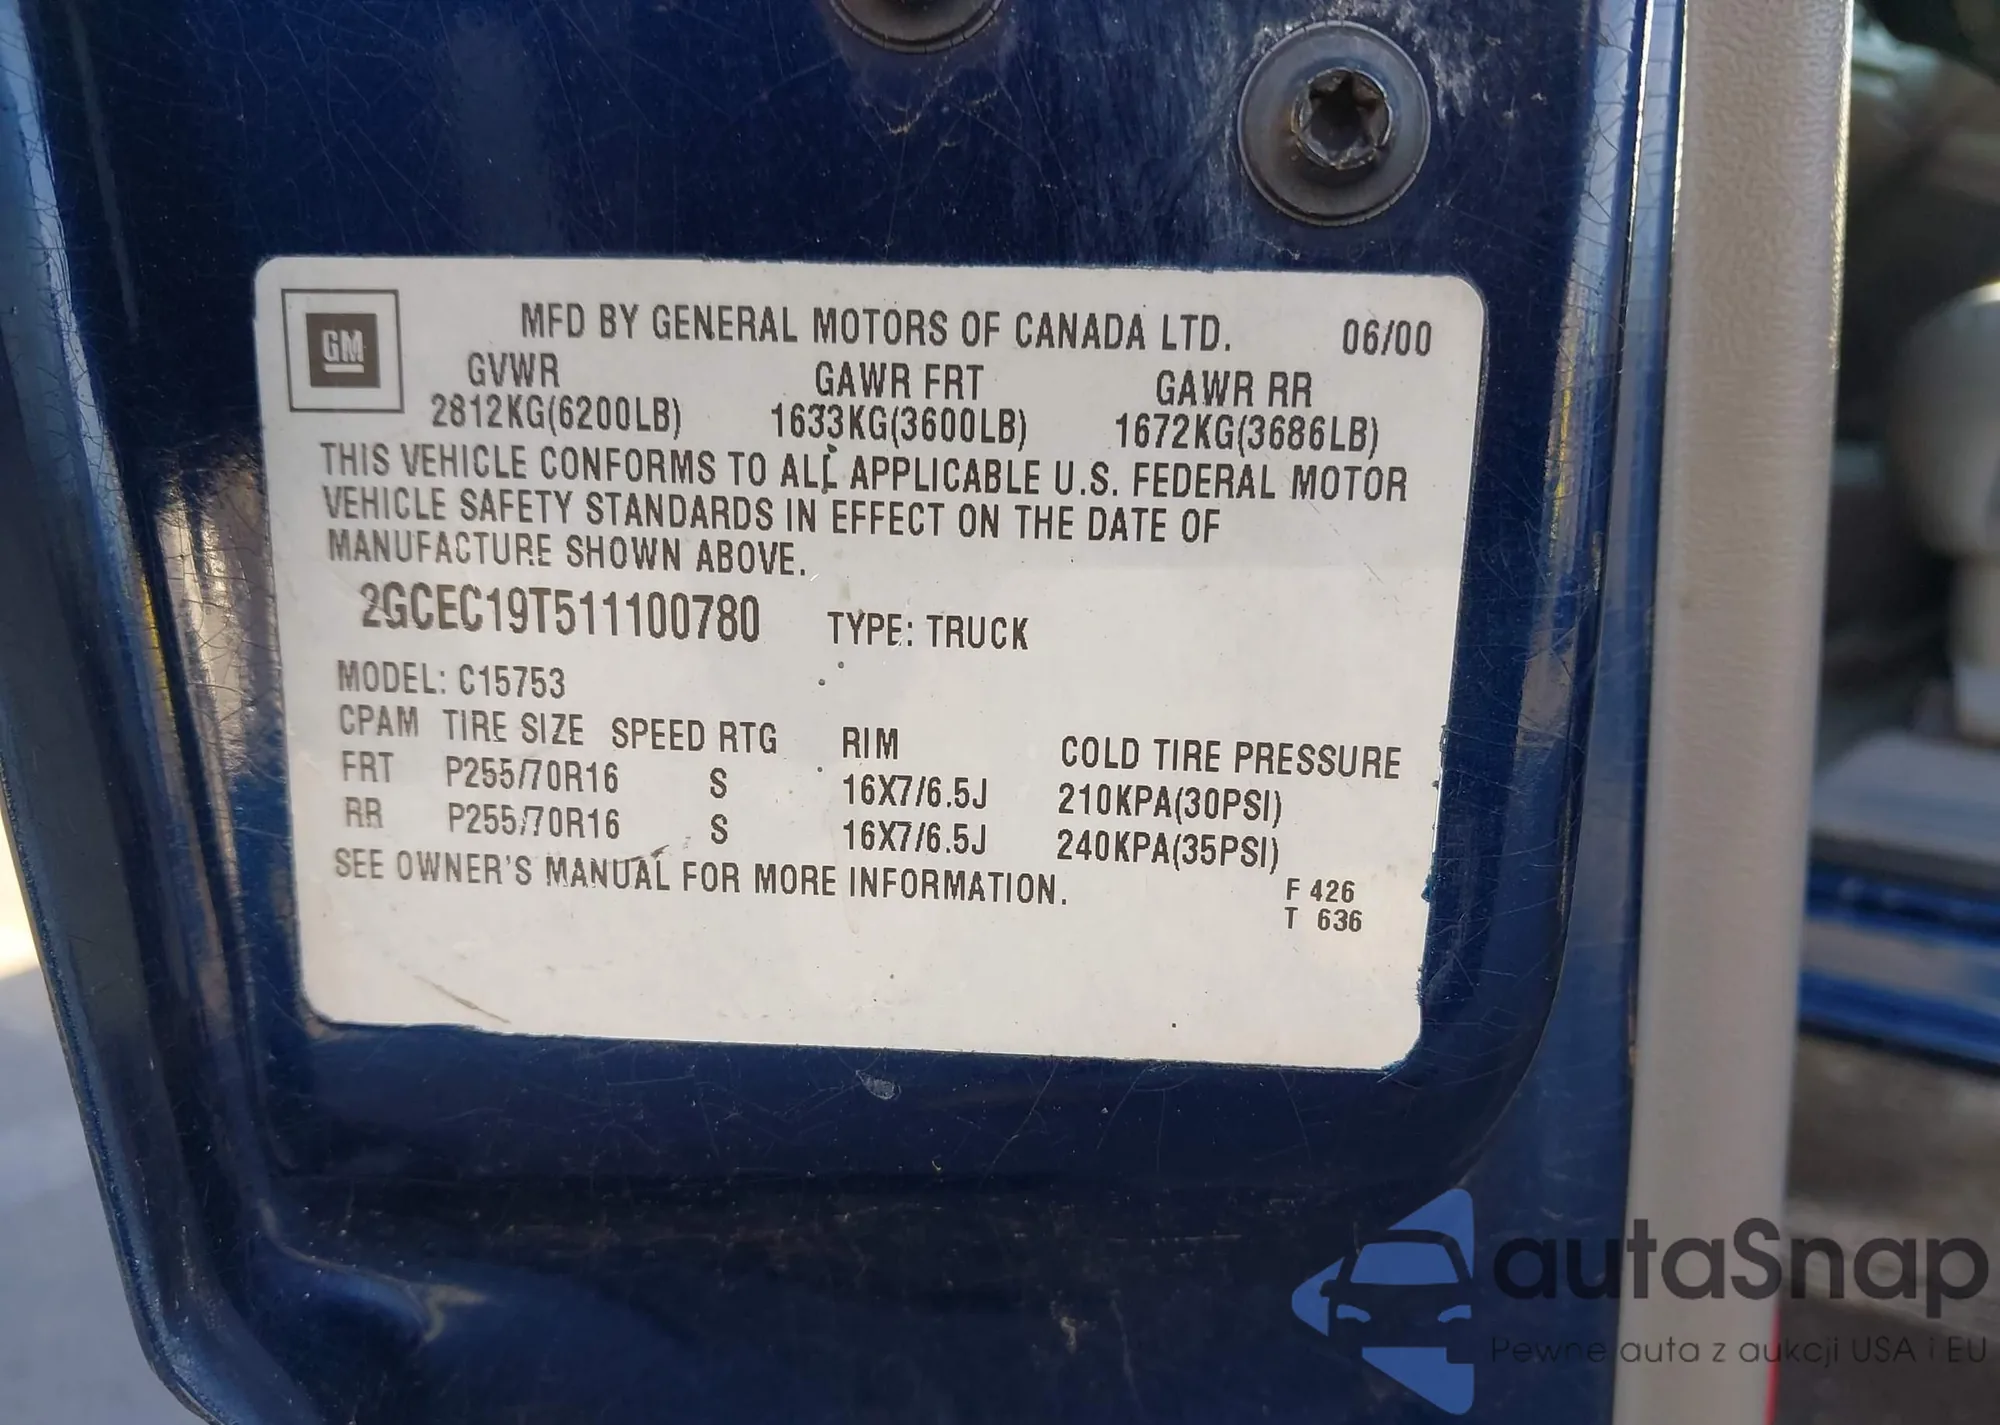 GM
MFD BY GENERAL MOTORS OF CANADA LTD. 06/00
GVWR GAWR FRT GAWR RR
2812KG(6200LB) 1633KG(3600LB) 1672KG(3686LB)
THIS VEHICLE CONFORMS TO ALL APPLICABLE U.S. FEDERAL MOTOR
VEHICLE SAFETY STANDARDS IN EFFECT ON THE DATE OF
MANUFACTURE SHOWN ABOVE.
2GCEC19T511100780 TYPE: TRUCK
MODEL: C15753
CPAM TIRE SIZE SPEED RTG RIM COLD TIRE PRESSURE
FRT P255/70R16 S 16X7/6.5J 210KPA(30PSI)
RR P255/70R16 S 16X7/6.5J 240KPA(35PSI)
SEE OWNER'S MANUAL FOR MORE INFORMATION.
F 426
T 636
autaSnap
Pewne auta z aukcji USA i EU